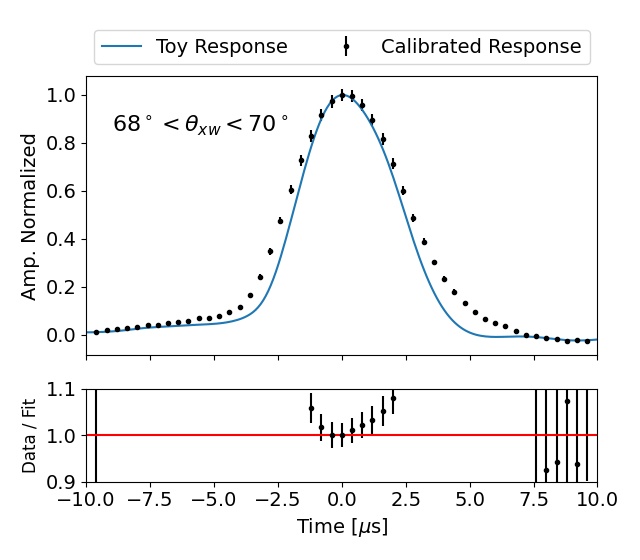 Toy Response Calibrated Response
68° < θxw < 70°
Amp. Normalized
1.0
0.8
0.6
0.4
0.2
0.0
Data / Fit
1.1
1.0
0.9
−10.0 −7.5 −5.0 −2.5 0.0 2.5 5.0 7.5 10.0
Time [μs]